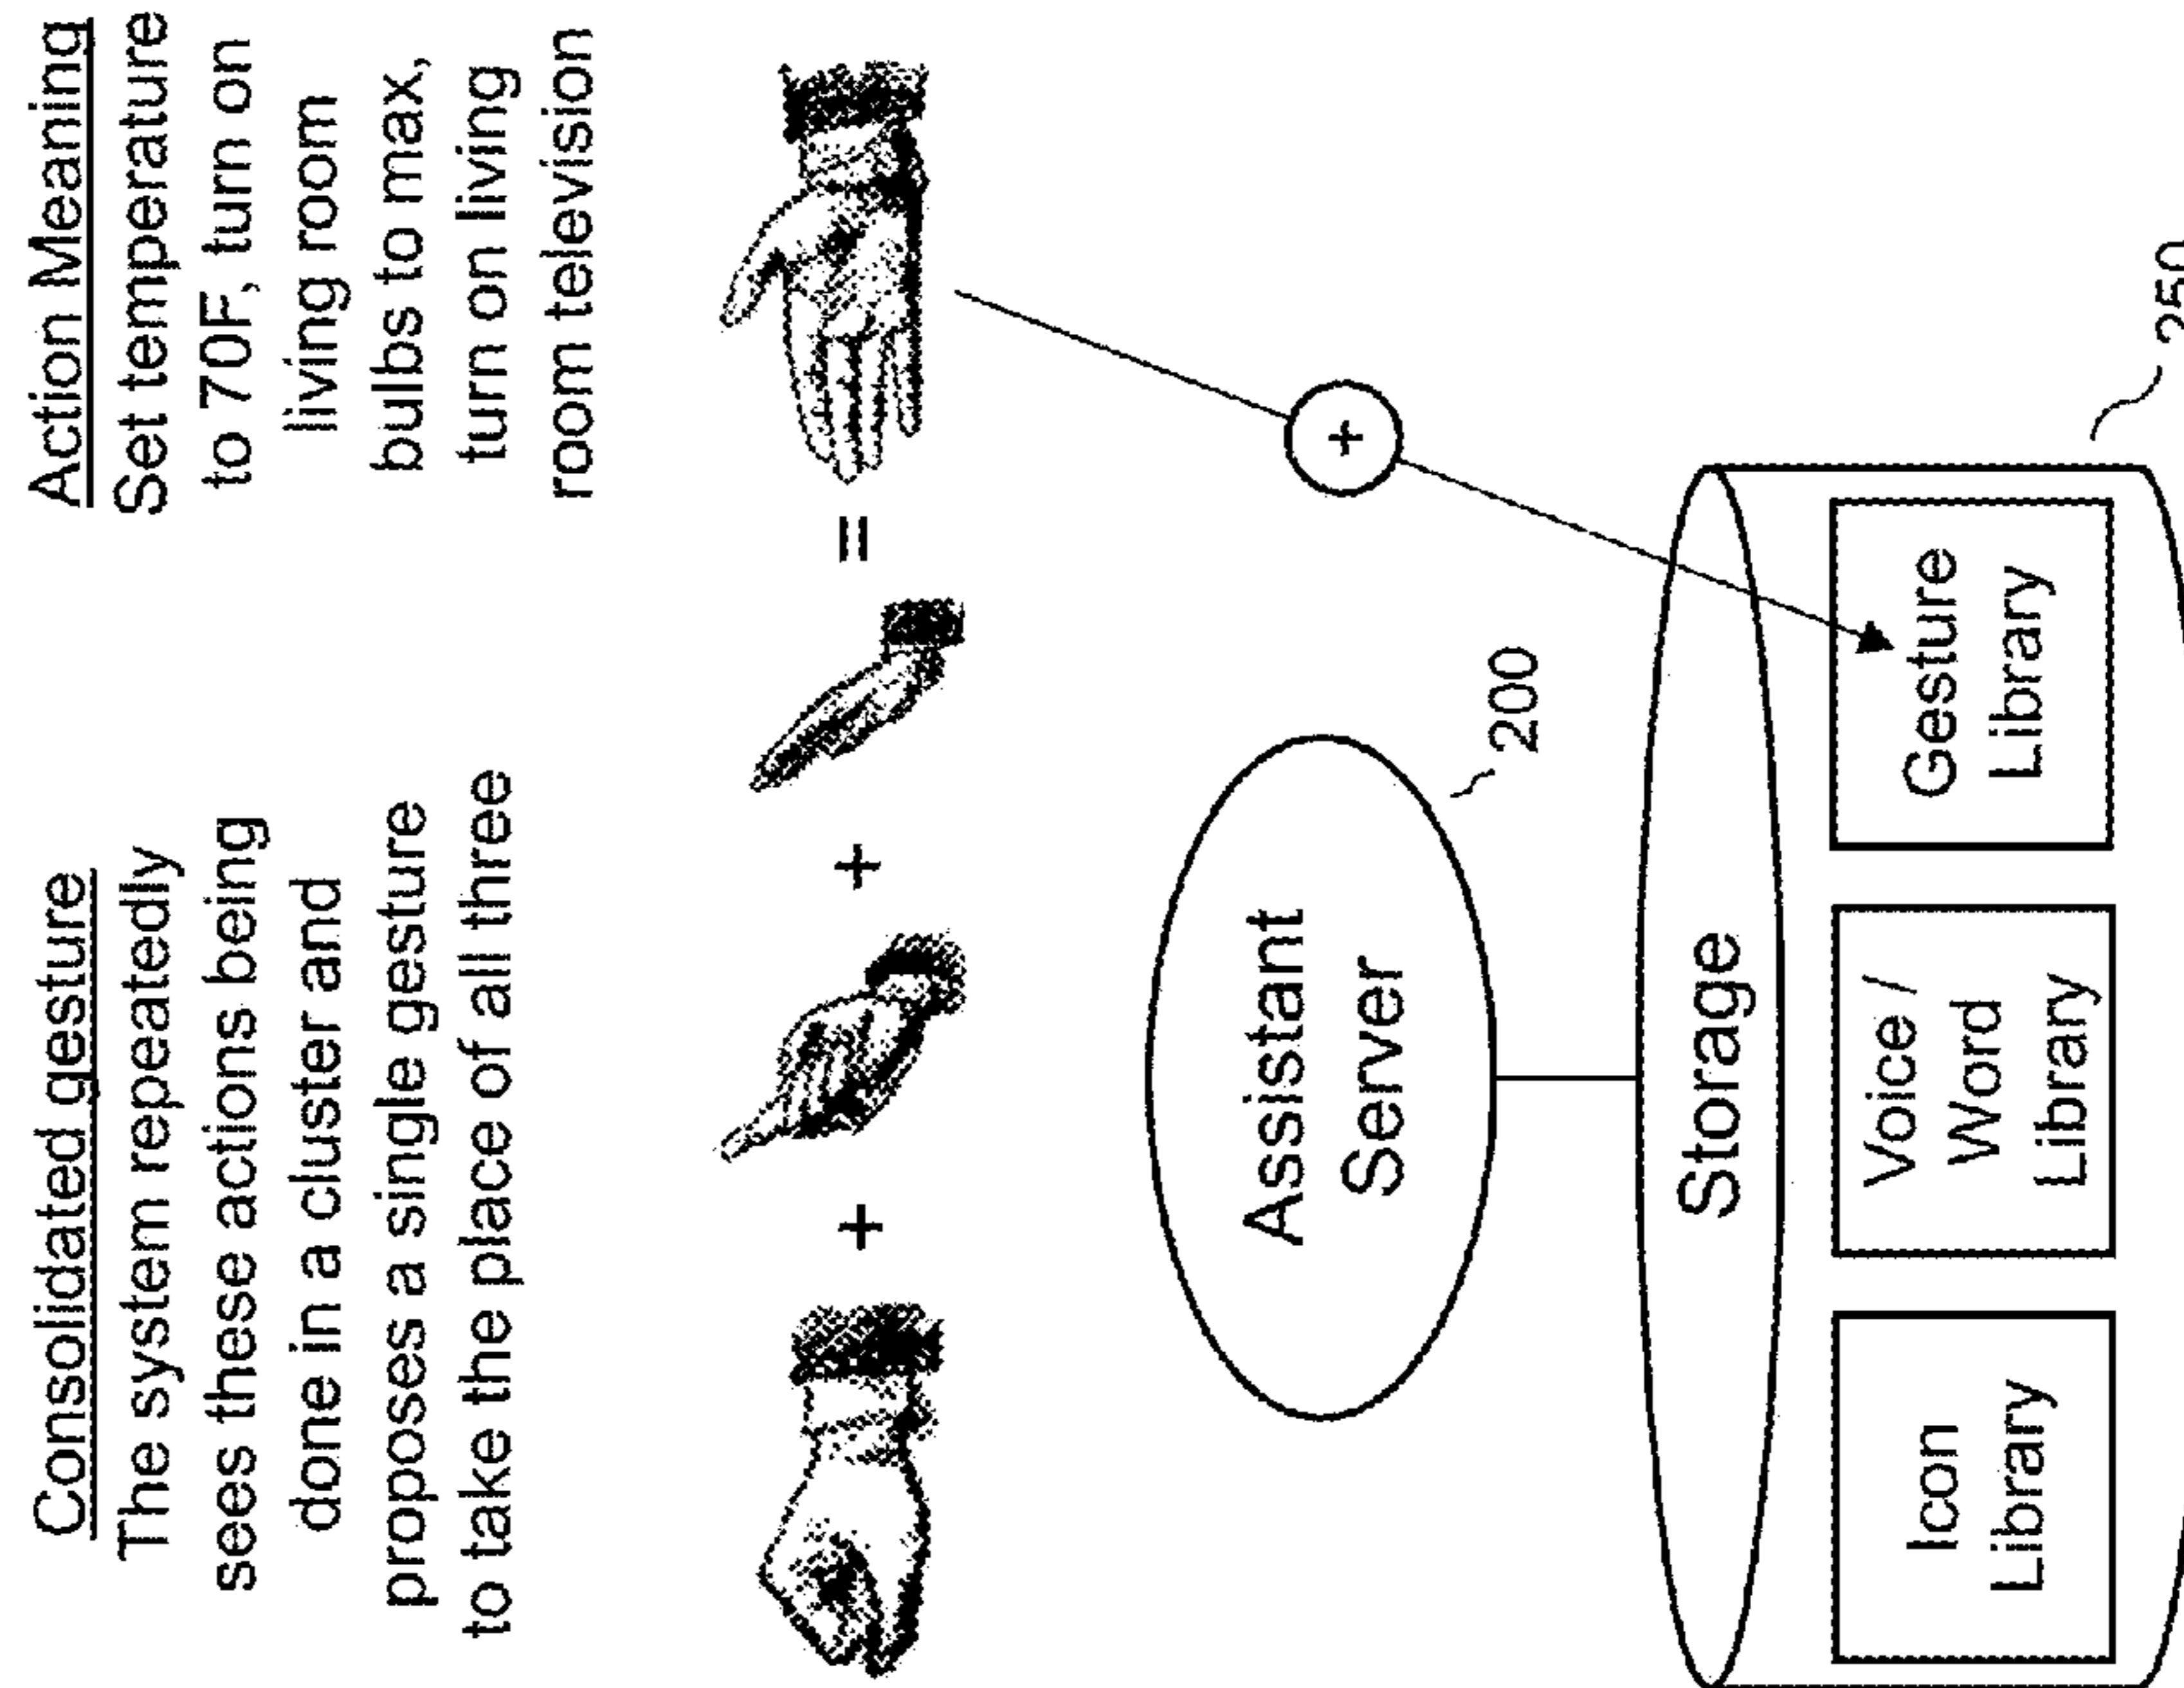 Consolidated gesture
The system repeatedly
sees these actions being
done in a cluster and
proposes a single gesture
to take the place of all three
Action Meaning
Set temperature
to 70F, turn on
living room
bulbs to max,
turn on living
room television
+
+
=
+
Assistant
Server
200
Storage
250
Icon
Library
Voice /
Word
Library
Gesture
Library